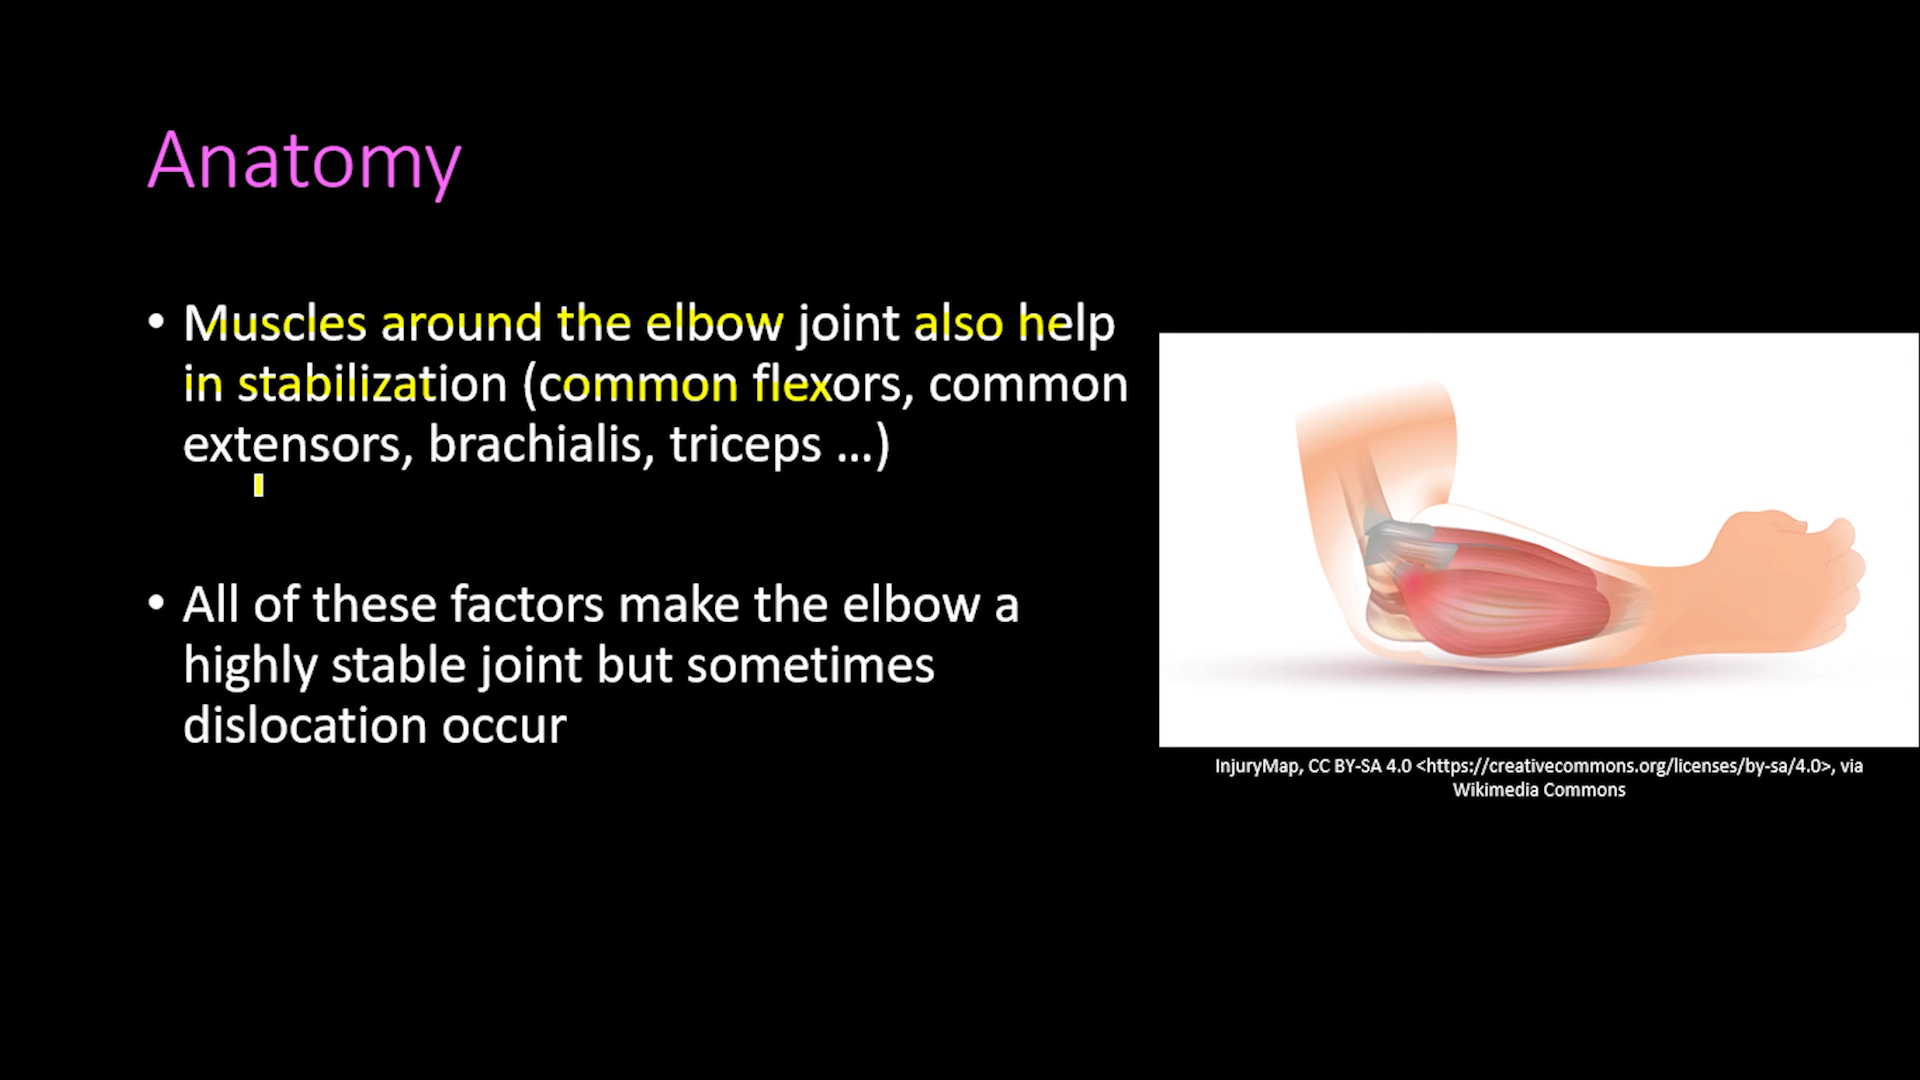 Anatomy
• Muscles around the elbow joint also help
in stabilization (common flexors, common
extensors, brachialis, triceps ...)
• All of these factors make the elbow a
highly stable joint but sometimes
dislocation occur
InjuryMap, CC BY-SA 4.0 <https://creativecommons.org/licenses/by-sa/4.0>, via
Wikimedia Commons